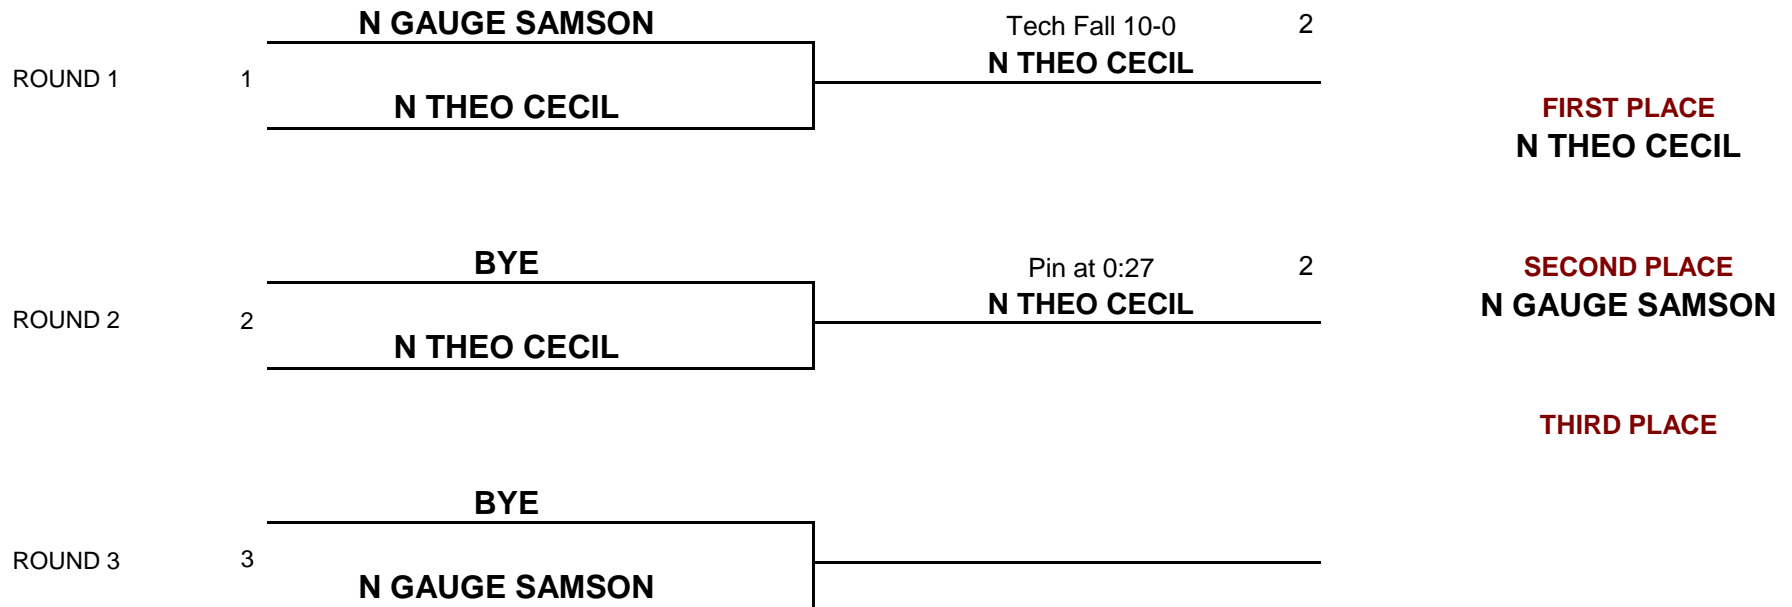 N GAUGE SAMSON
Tech Fall 10-0 2
N THEO CECIL
ROUND 1 1
N THEO CECIL
FIRST PLACE
N THEO CECIL
BYE
Pin at 0:27 2
SECOND PLACE
N THEO CECIL
N GAUGE SAMSON
ROUND 2 2
N THEO CECIL
THIRD PLACE
BYE
ROUND 3 3
N GAUGE SAMSON